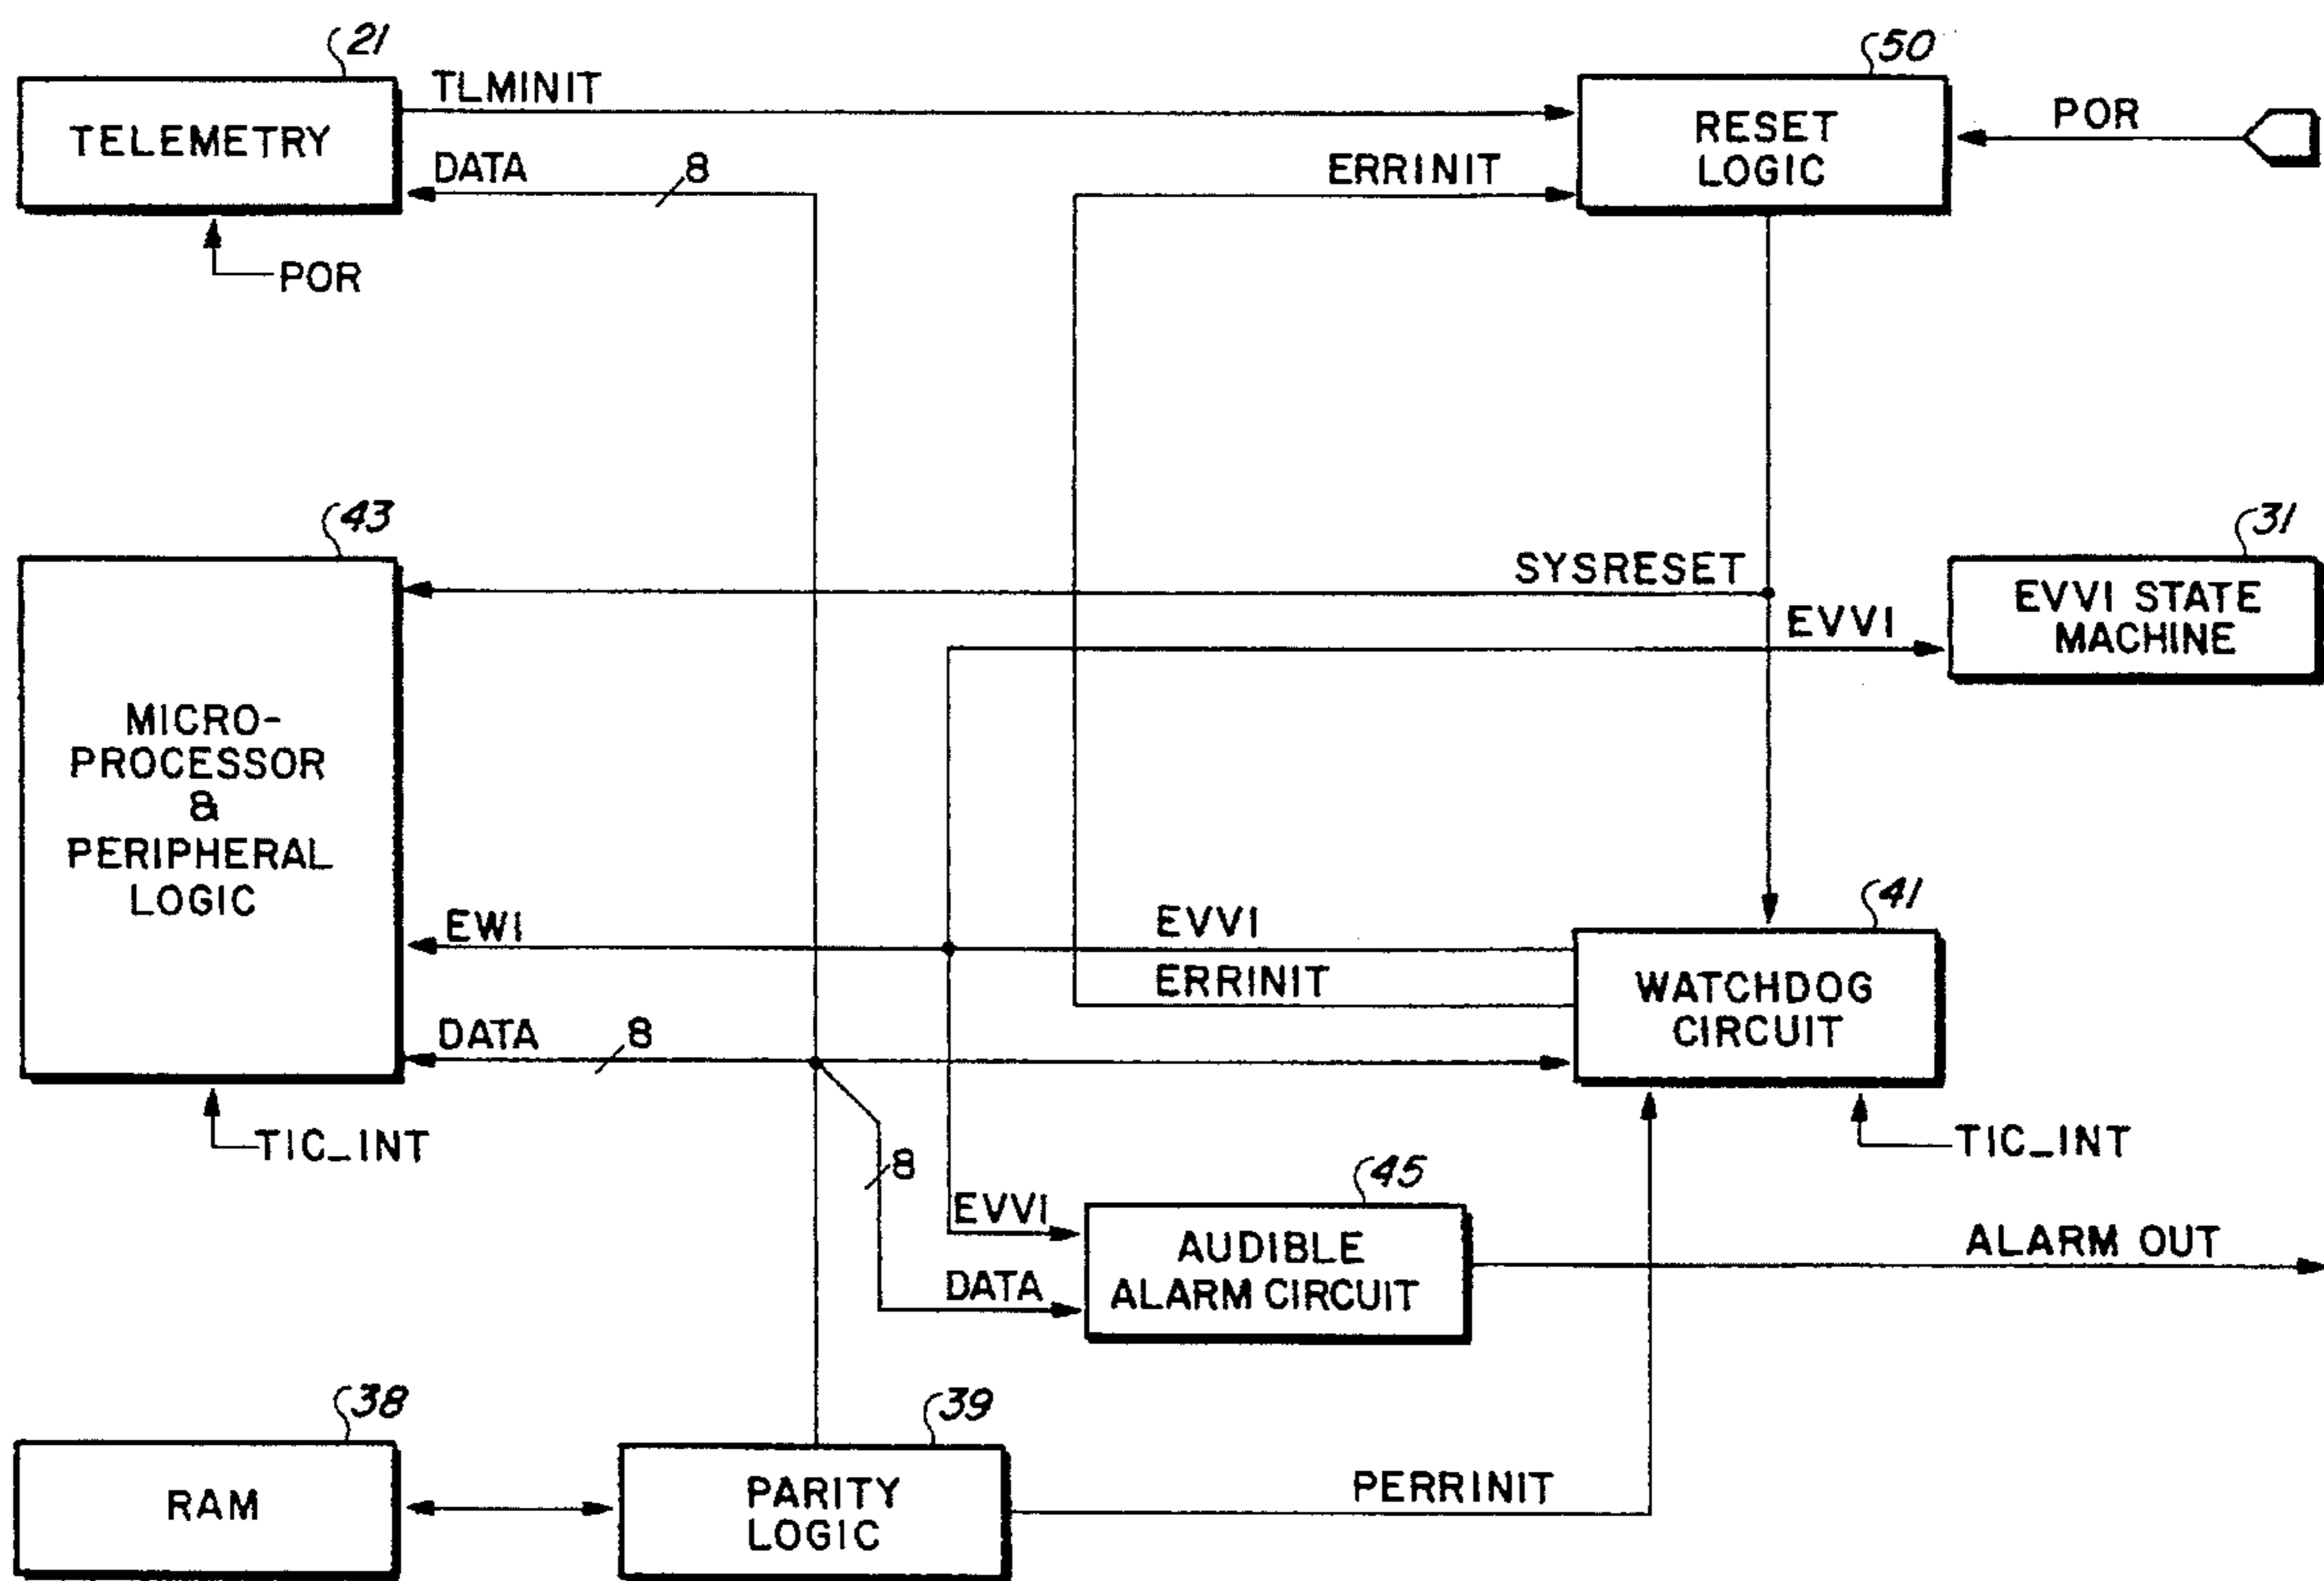 21
TELEMETRY
TLMINIT
DATA
8
POR
50
RESET
LOGIC
POR
ERRINIT
43
MICRO-
PROCESSOR
&
PERIPHERAL
LOGIC
SYSRESET
31
EVVI STATE
MACHINE
EVVI
EWI
EVVI
ERRINIT
41
WATCHDOG
CIRCUIT
DATA
8
TIC_INT
TIC_INT
8
EVVI
DATA
45
AUDIBLE
ALARM CIRCUIT
ALARM OUT
38
RAM
39
PARITY
LOGIC
PERRINIT